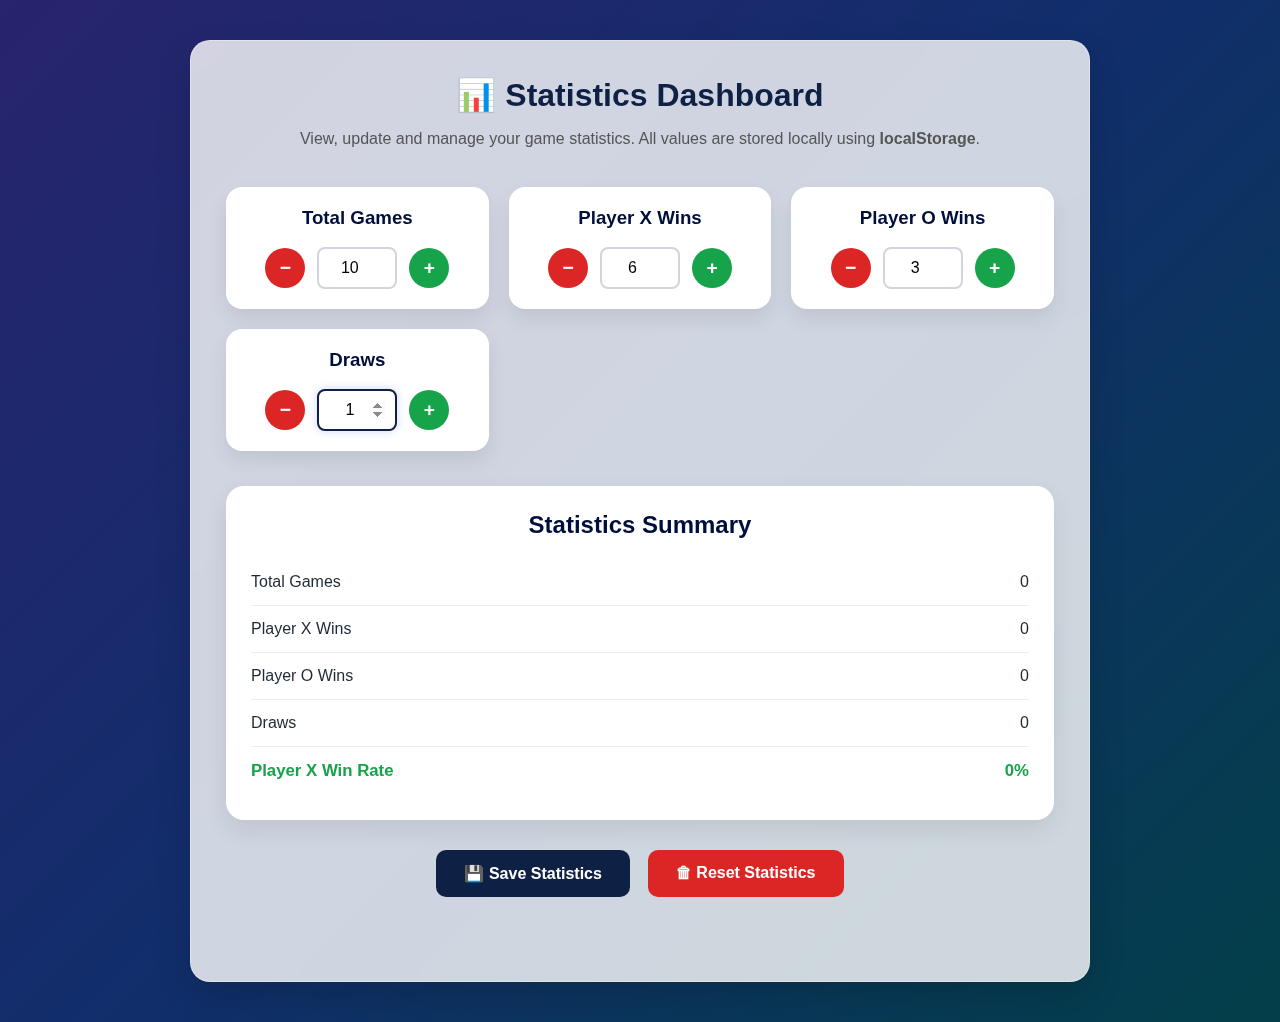 📊 Statistics Dashboard
View, update and manage your game statistics. All values are stored locally using localStorage.
Total Games
− 10 +
Player X Wins
− 6 +
Player O Wins
− 3 +
Draws
− 1 +
Statistics Summary
Total Games 0
Player X Wins 0
Player O Wins 0
Draws 0
Player X Win Rate 0%
💾 Save Statistics
🗑 Reset Statistics